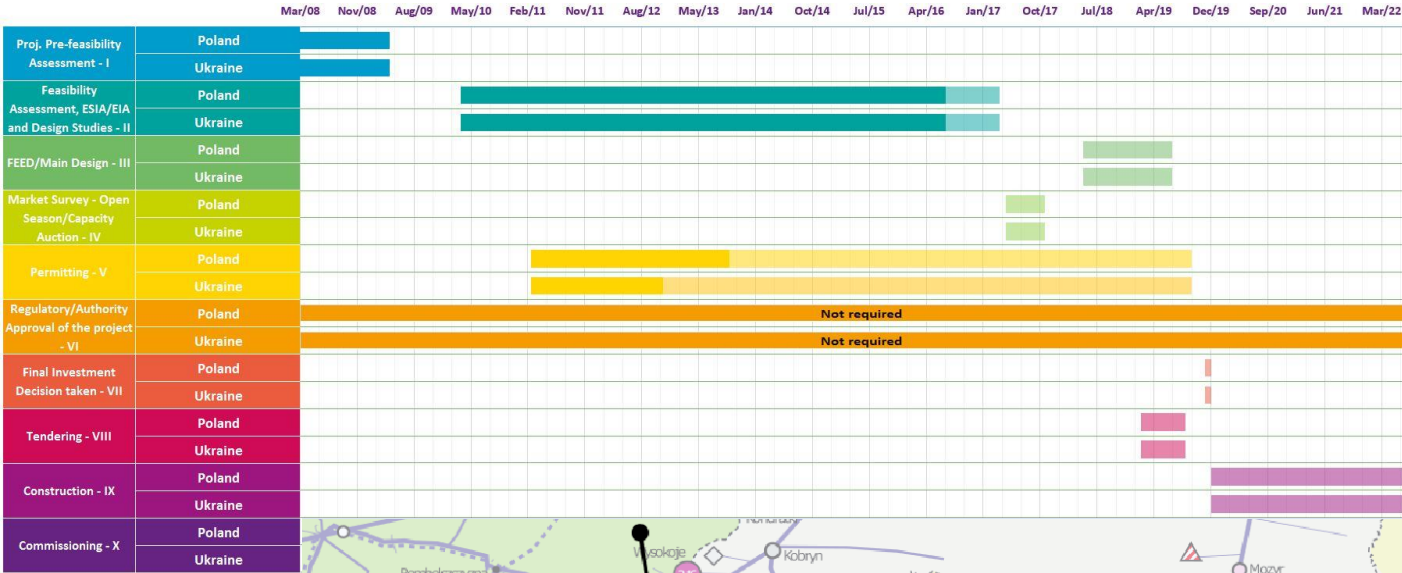 Mar/08 Nov/08 Aug/09 May/10 Feb/11 Nov/11 Aug/12 May/13 Jan/14 Oct/14 Jul/15 Apr/16 Jan/17 Oct/17 Jul/18 Apr/19 Dec/19 Sep/20 Jun/21 Mar/22
Proj. Pre-feasibility
Assessment - I
Poland
Ukraine
Feasibility
Assessment, ESIA/EIA
and Design Studies - II
Poland
Ukraine
FEED/Main Design - III
Poland
Ukraine
Market Survey - Open
Season/Capacity
Auction - IV
Poland
Ukraine
Permitting - V
Poland
Ukraine
Regulatory/Authority
Approval of the project
- VI
Poland
Not required
Ukraine
Not required
Final Investment
Decision taken - VII
Poland
Ukraine
Tendering - VIII
Poland
Ukraine
Construction - IX
Poland
Ukraine
Commissioning - X
Poland
Ukraine
Wysokoje
Kobryn
Mozyr